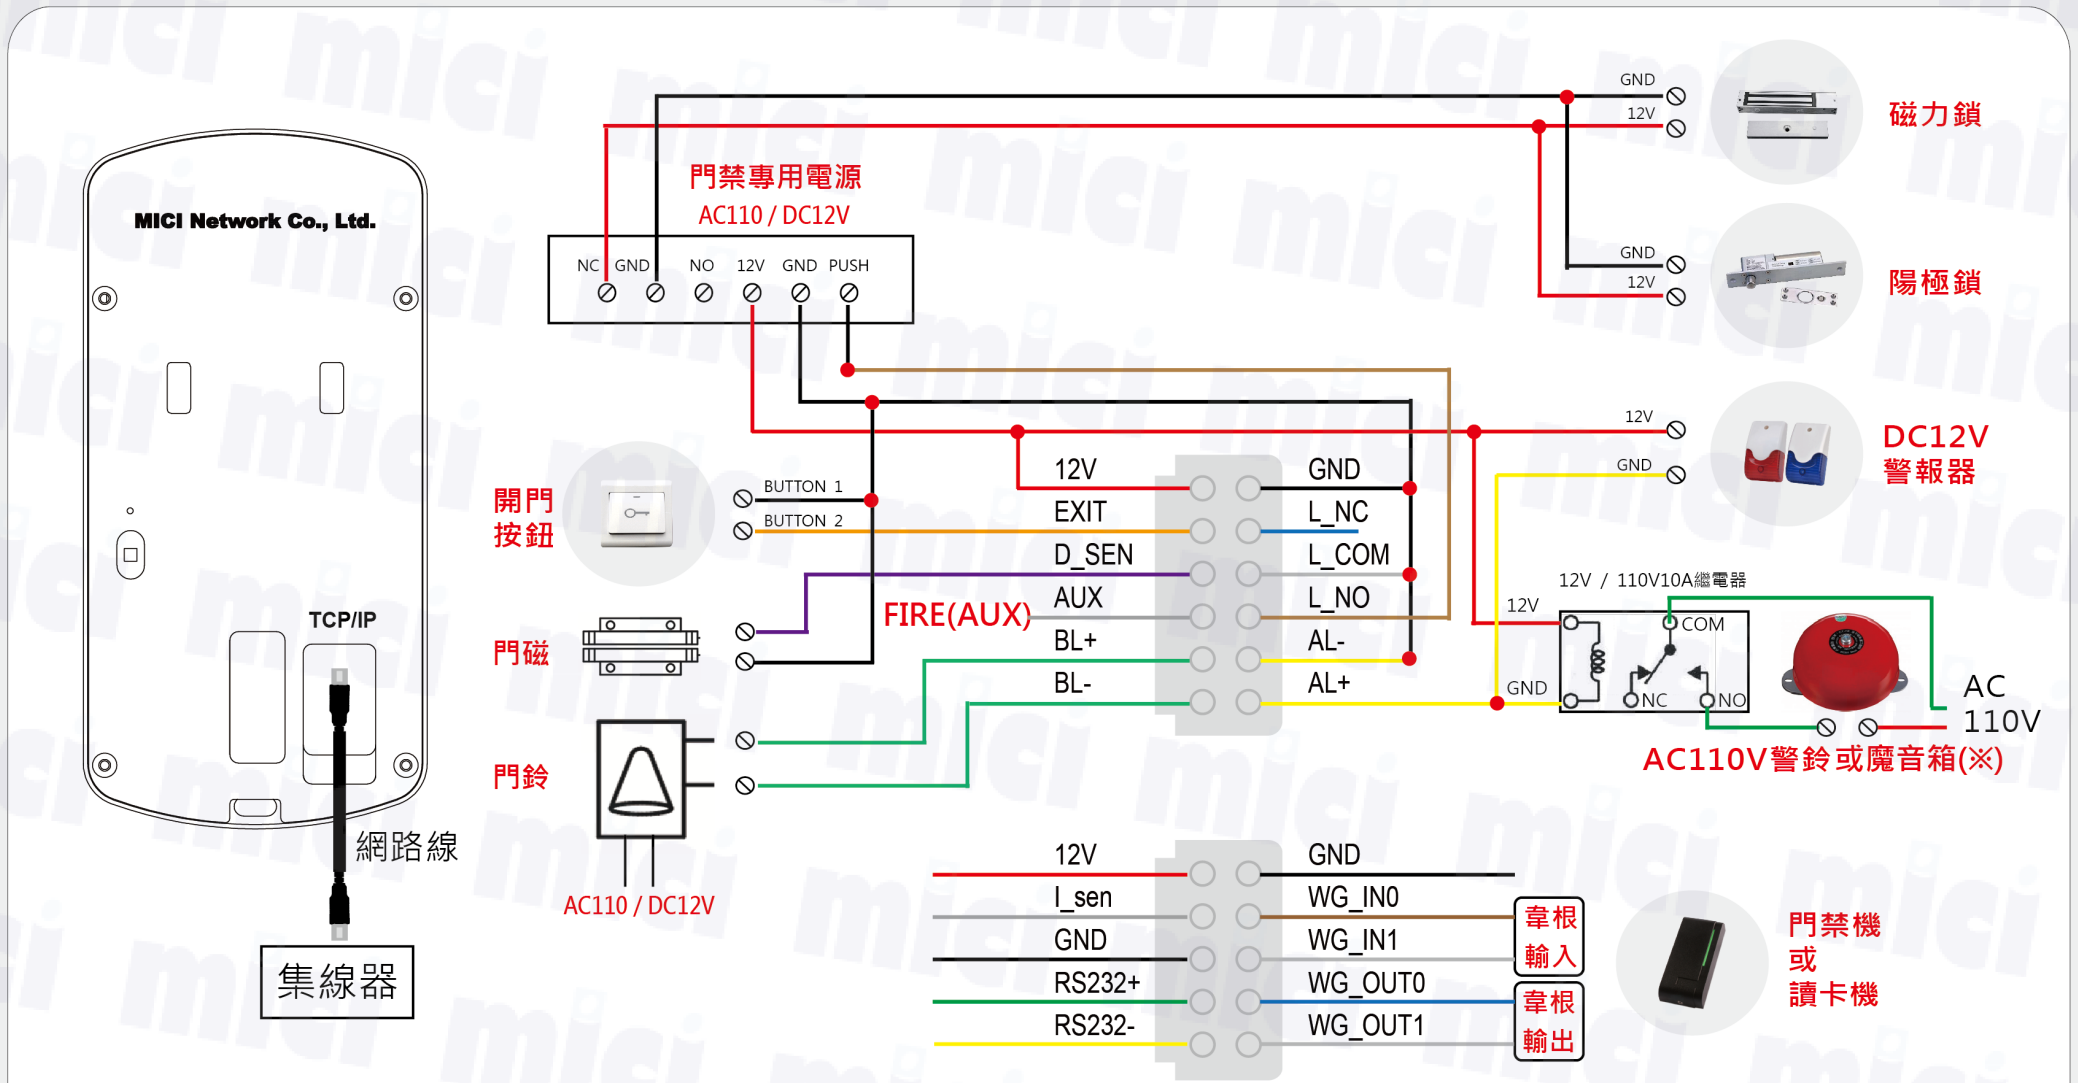 MICI Network Co., Ltd.
TCP/IP
網路線
集線器
門禁專用電源
AC110 / DC12V
NC GND NO 12V GND PUSH
GND
12V
磁力鎖
GND
12V
陽極鎖
12V
GND
DC12V
警報器
開門
按鈕
BUTTON 1
BUTTON 2
門磁
門鈴
AC110 / DC12V
FIRE(AUX)
12V GND
EXIT L_NC
D_SEN L_COM
AUX L_NO
BL+ AL-
BL- AL+
12V / 110V10A繼電器
12V
GND
COM
NC
NO
AC
110V
AC110V警鈴或魔音箱(※)
12V GND
I_sen WG_IN0
GND WG_IN1
RS232+ WG_OUT0
RS232- WG_OUT1
韋根
輸入
韋根
輸出
門禁機
或
讀卡機
mici